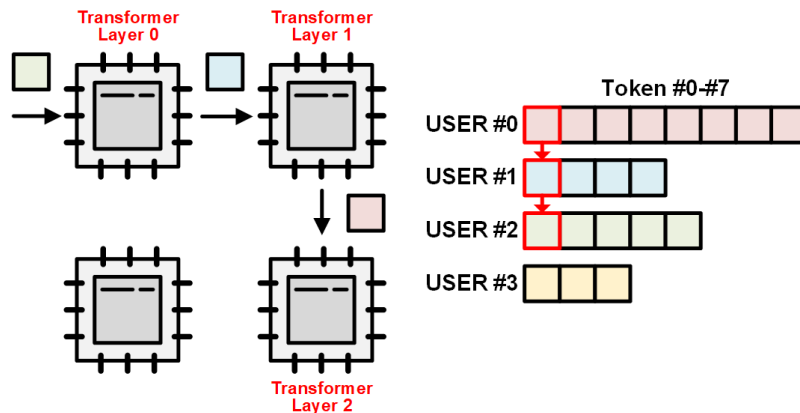 Transformer
Layer 0
Transformer
Layer 1
Token #0-#7
USER #0
USER #1
USER #2
USER #3
Transformer
Layer 2